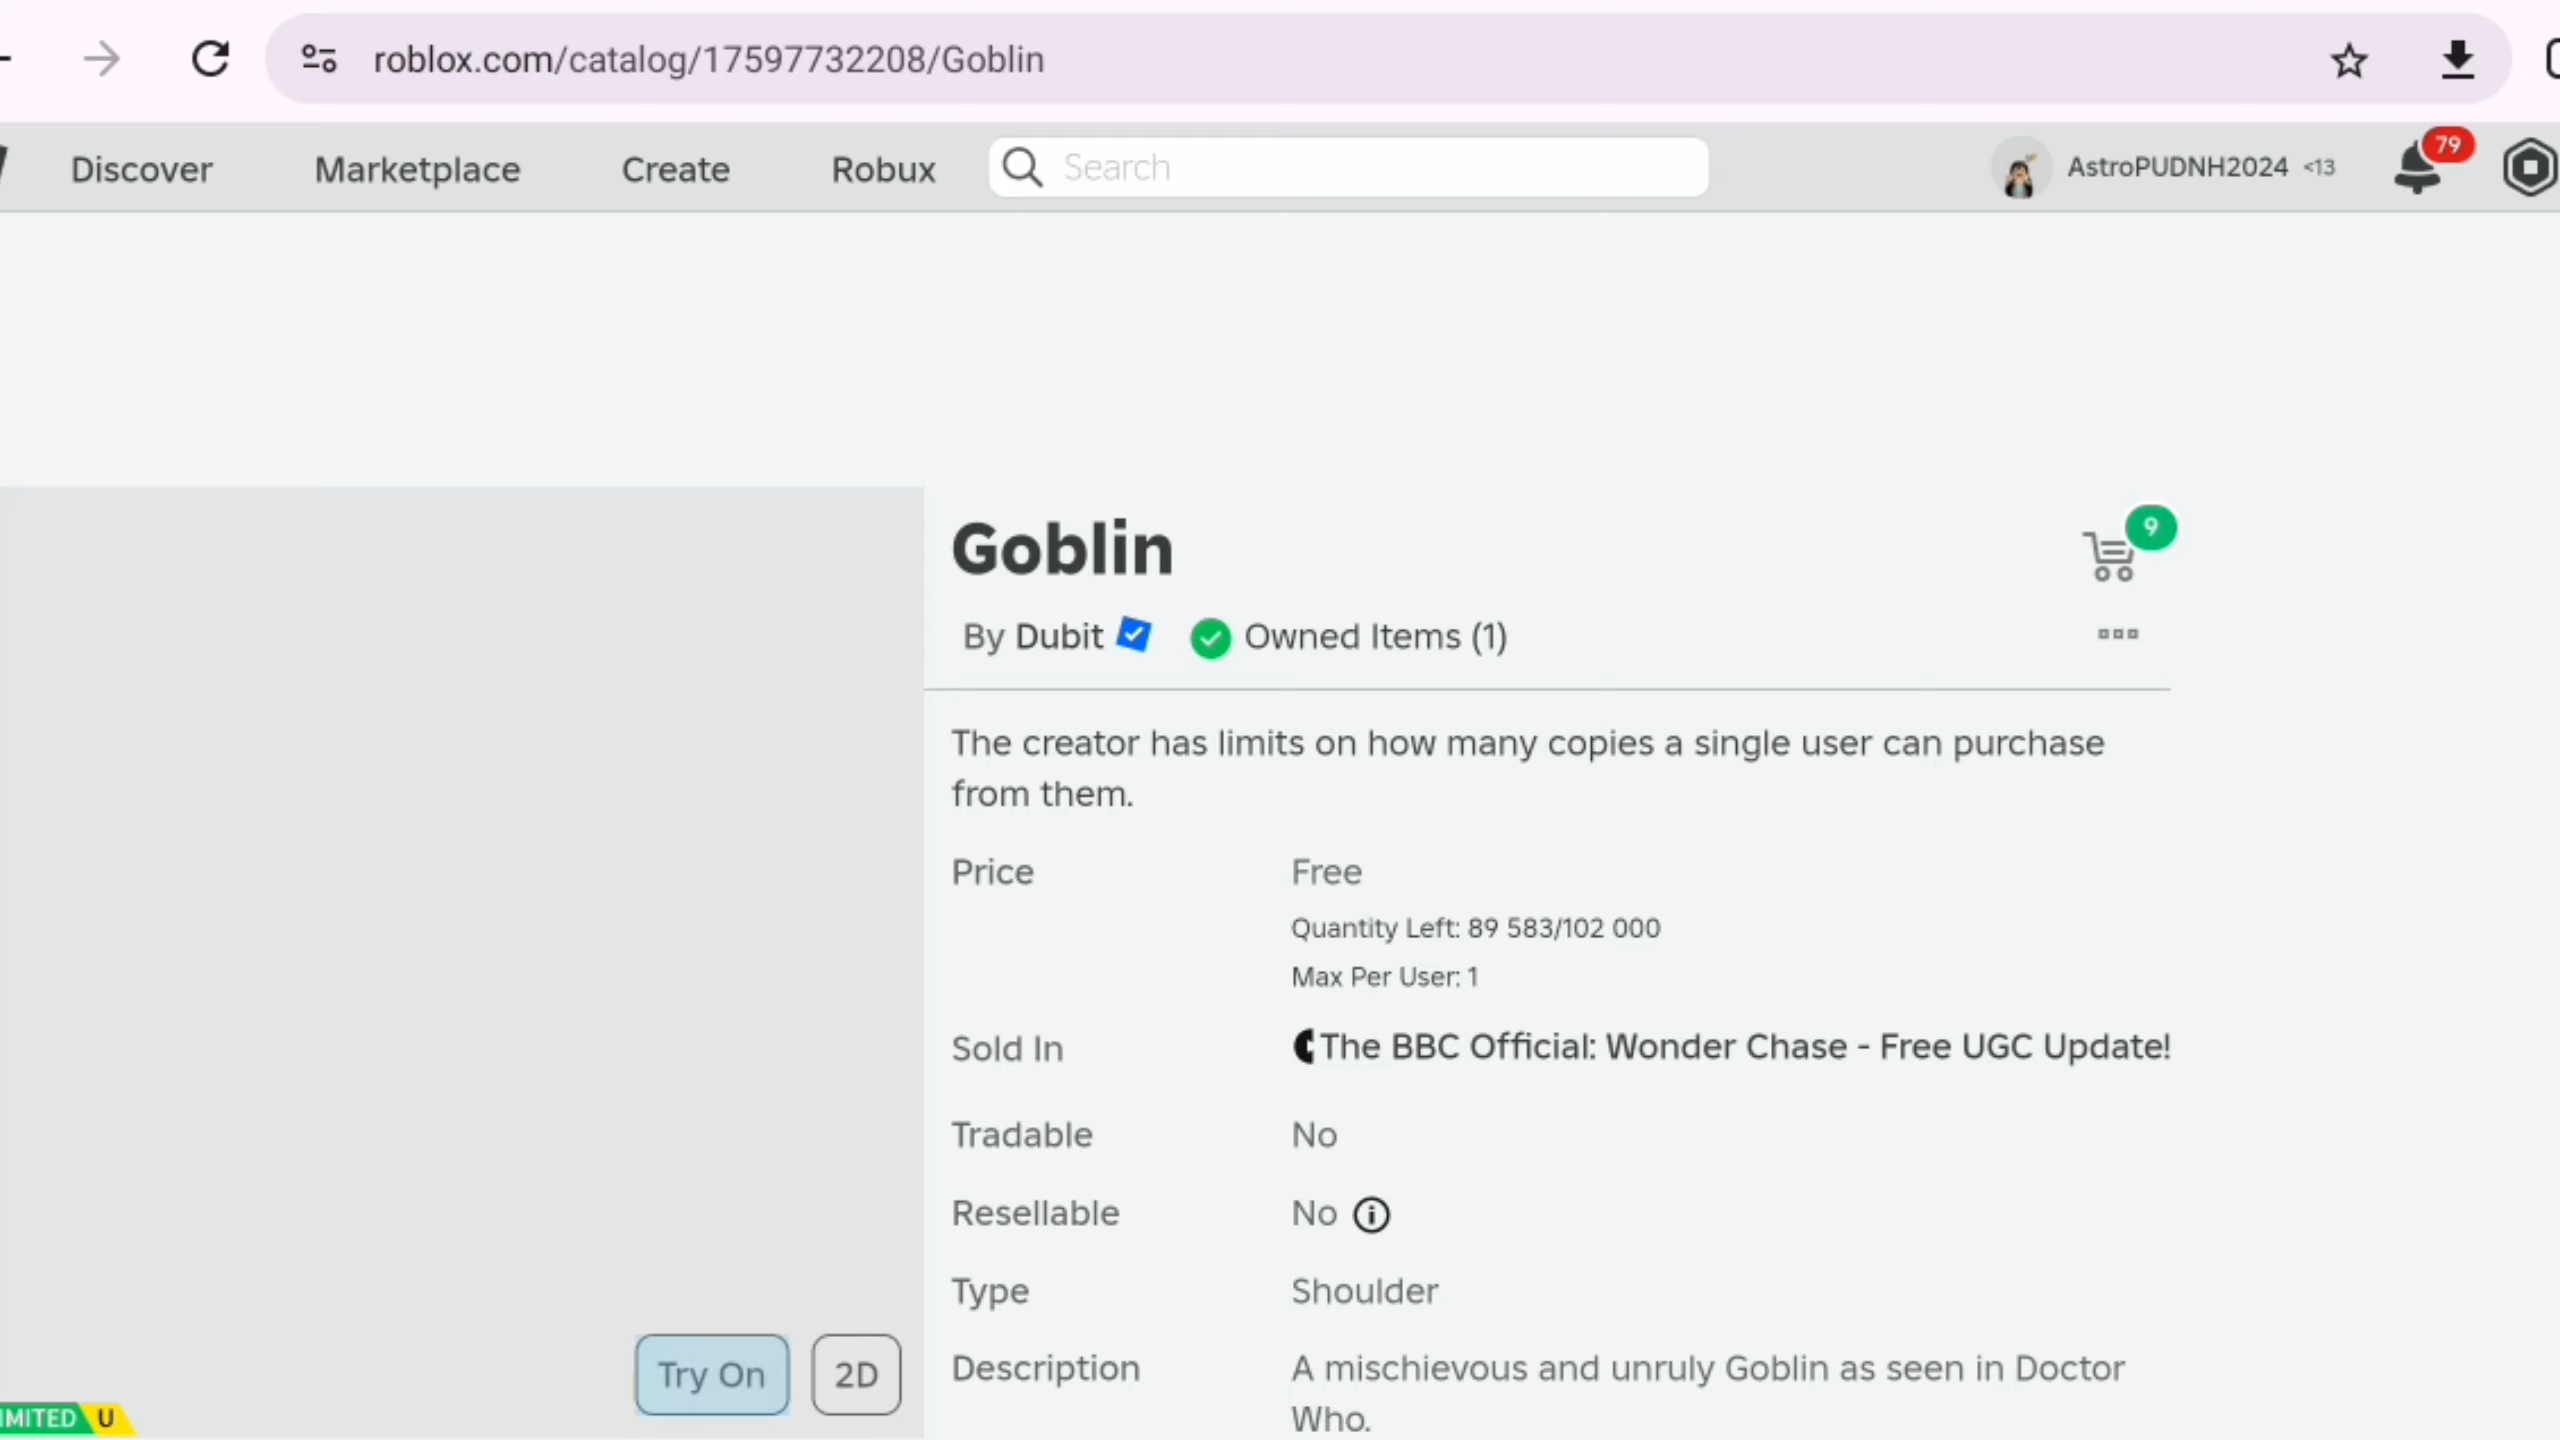 roblox.com/catalog/17597732208/Goblin
Discover Marketplace Create Robux Search AstroPUDNH2024 <13 79
Goblin
9
By Dubit Owned Items (1)
The creator has limits on how many copies a single user can purchase
from them.
Price Free
Quantity Left: 89 583/102 000
Max Per User: 1
Sold In The BBC Official: Wonder Chase - Free UGC Update!
Tradable No
Resellable No
Type Shoulder
Try On 2D
Description A mischievous and unruly Goblin as seen in Doctor
Who.
IMITED U